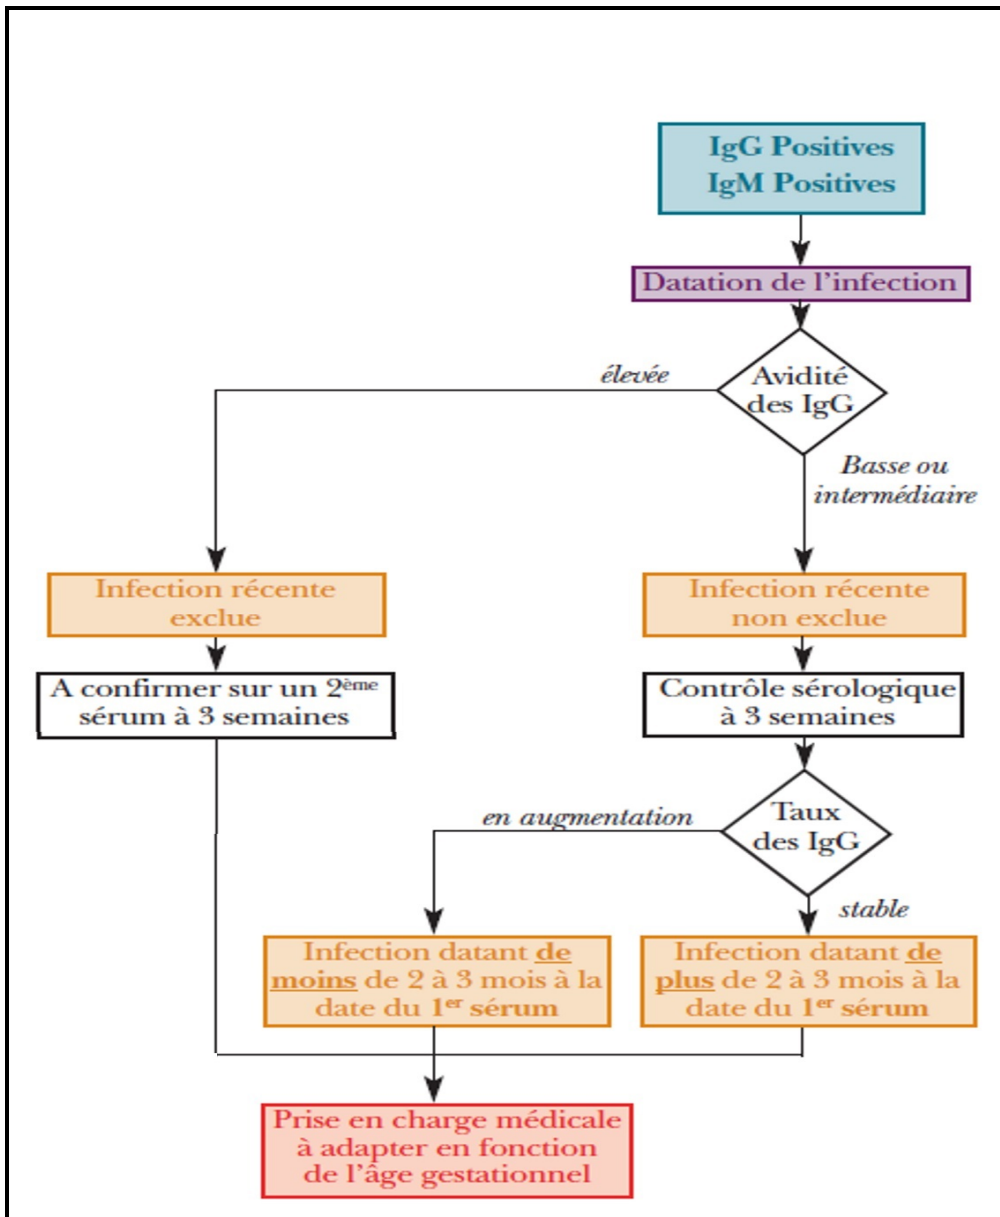 IgG Positives
IgM Positives
Datation de l’infection
élevée
Avidité
des IgG
Basse ou
intermédiaire
Infection récente
exclue
Infection récente
non exclue
A confirmer sur un 2ème
sérum à 3 semaines
Contrôle sérologique
à 3 semaines
en augmentation
Taux
des IgG
stable
Infection datant de
moins de 2 à 3 mois à la
date du 1er sérum
Infection datant de
plus de 2 à 3 mois à la
date du 1er sérum
Prise en charge médicale
à adapter en fonction
de l’âge gestationnel